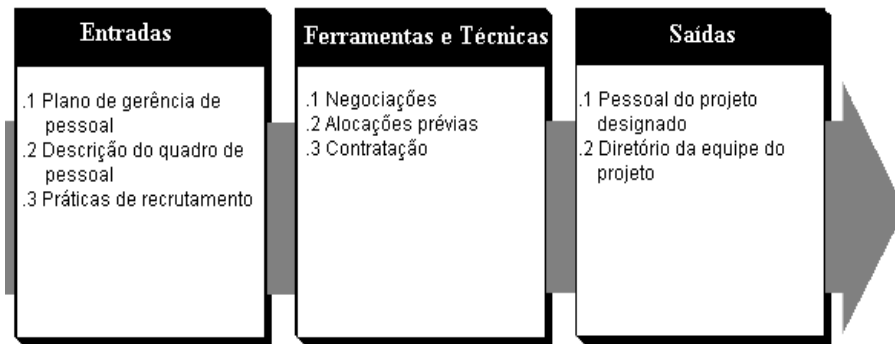 Entradas
.1 Plano de gerência de
pessoal
.2 Descrição do quadro de
pessoal
.3 Práticas de recrutamento
Ferramentas e Técnicas
.1 Negociações
.2 Alocações prévias
.3 Contratação
Saídas
.1 Pessoal do projeto
designado
.2 Diretório da equipe do
projeto